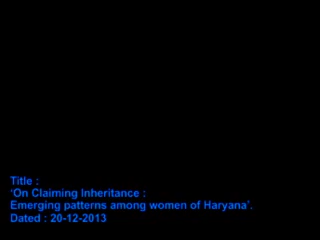 Title :
‘On Claiming Inheritance :
Emerging patterns among women of Haryana’.
Dated : 20-12-2013